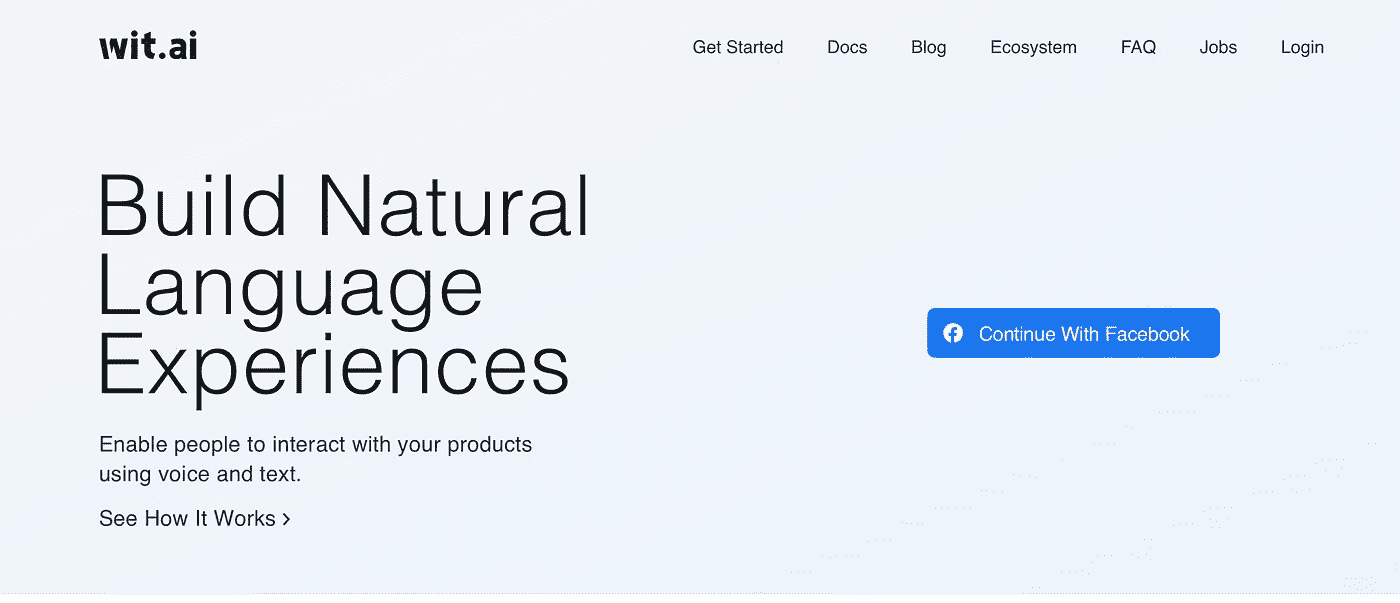 wit.ai
Get Started Docs Blog Ecosystem FAQ Jobs Login
Build Natural
Language
Experiences
Continue With Facebook
Enable people to interact with your products
using voice and text.
See How It Works >